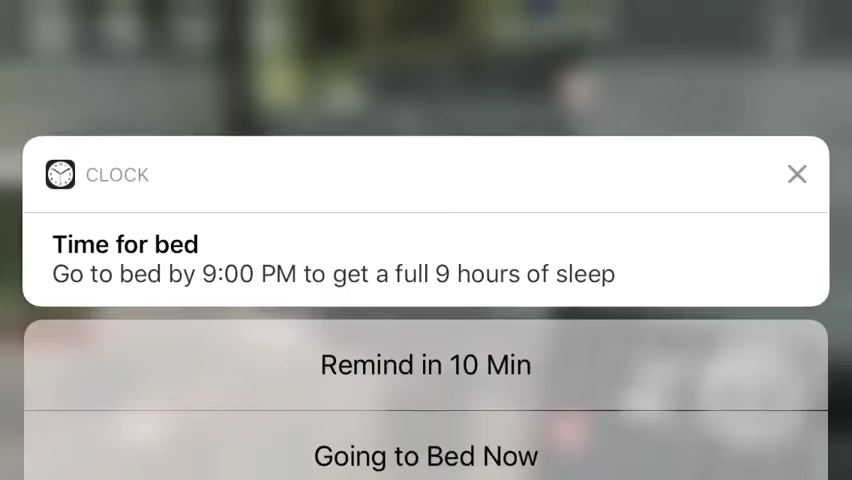 CLOCK
Time for bed
Go to bed by 9:00 PM to get a full 9 hours of sleep
Remind in 10 Min
Going to Bed Now